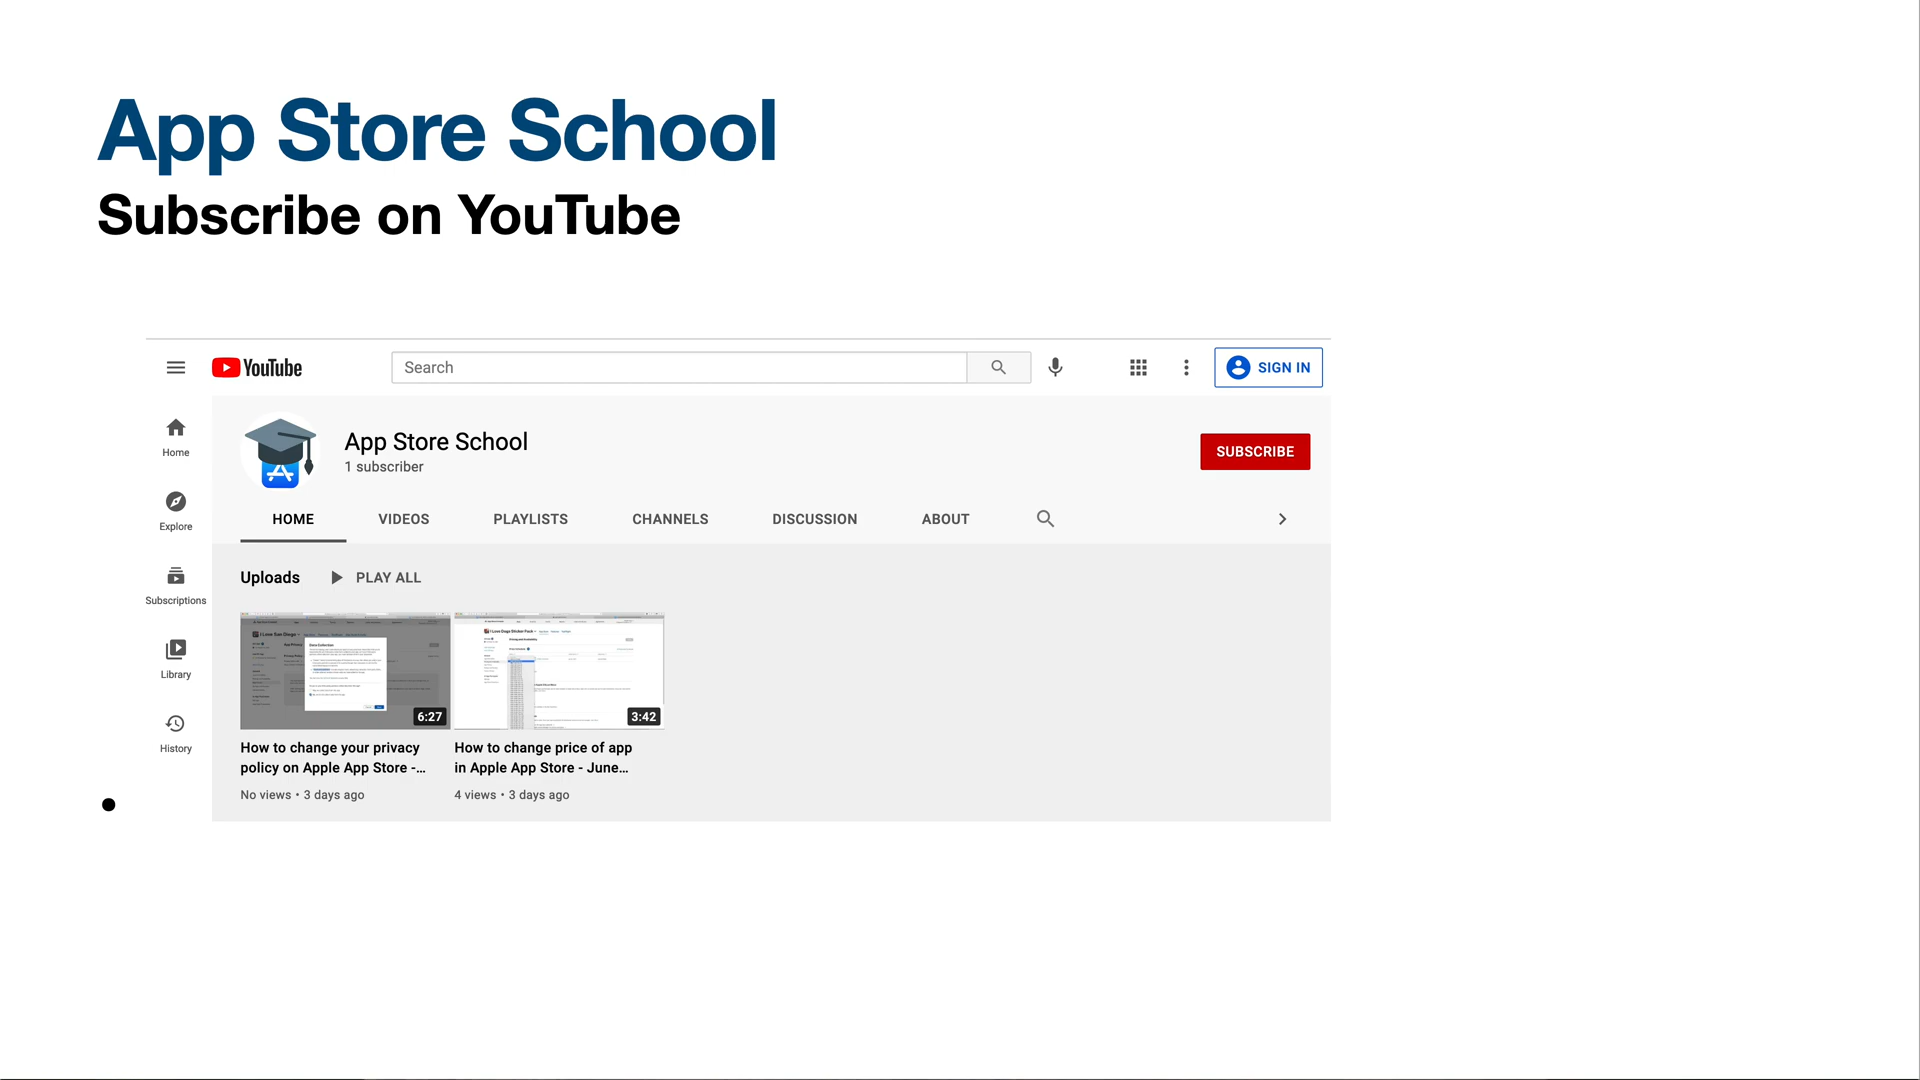 App Store School
Subscribe on YouTube
YouTube
Search
SIGN IN
Home
Explore
Subscriptions
Library
History
App Store School
1 subscriber
SUBSCRIBE
HOME VIDEOS PLAYLISTS CHANNELS DISCUSSION ABOUT
Uploads PLAY ALL
6:27
How to change your privacy
policy on Apple App Store -...
No views • 3 days ago
3:42
How to change price of app
in Apple App Store - June...
4 views • 3 days ago